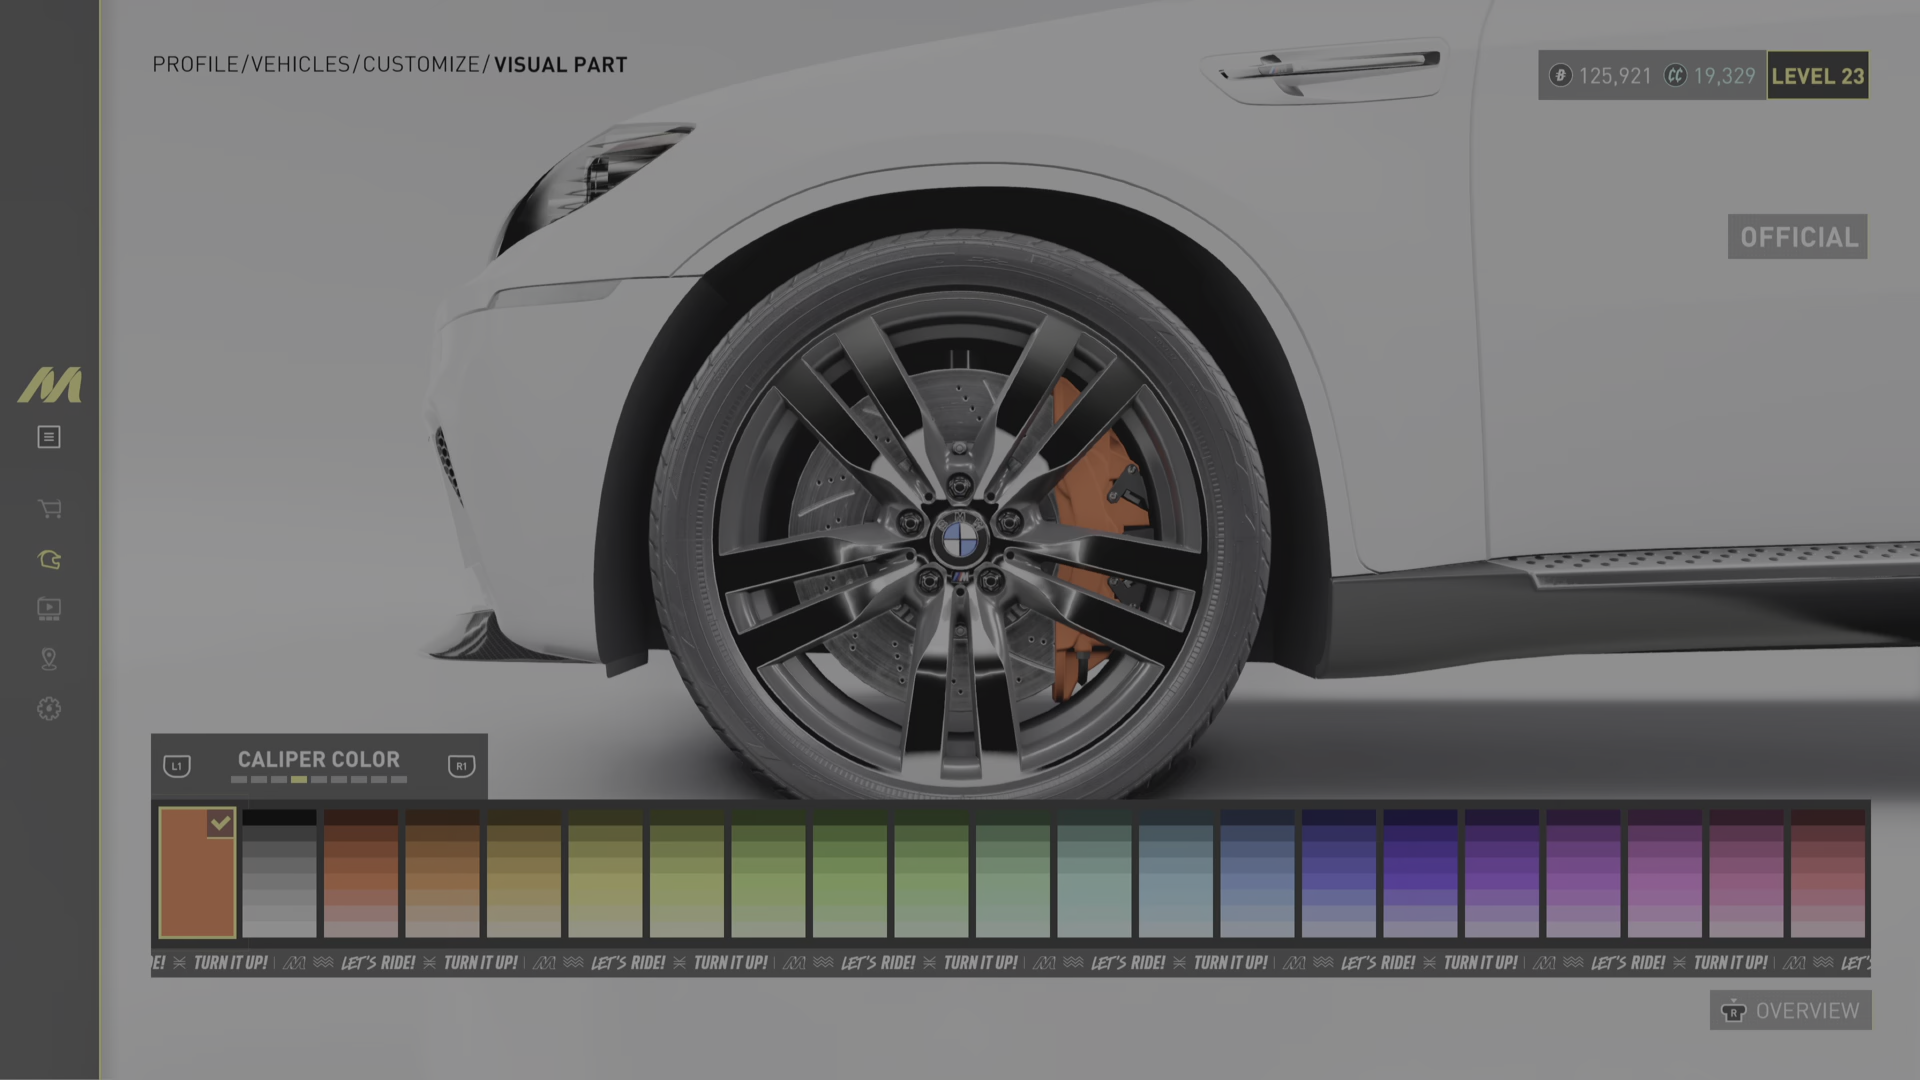 PROFILE/VEHICLES/CUSTOMIZE/VISUAL PART
125,921 CC 19,329 LEVEL 23
OFFICIAL
L1 CALIPER COLOR R1
E! TURN IT UP! LET'S RIDE! TURN IT UP! LET'S RIDE! TURN IT UP! LET'S RIDE! TURN IT UP! LET'S RIDE! TURN IT UP! LET'S RIDE! TURN IT UP! LET'S RIDE! TURN IT UP! LET'S
R OVERVIEW